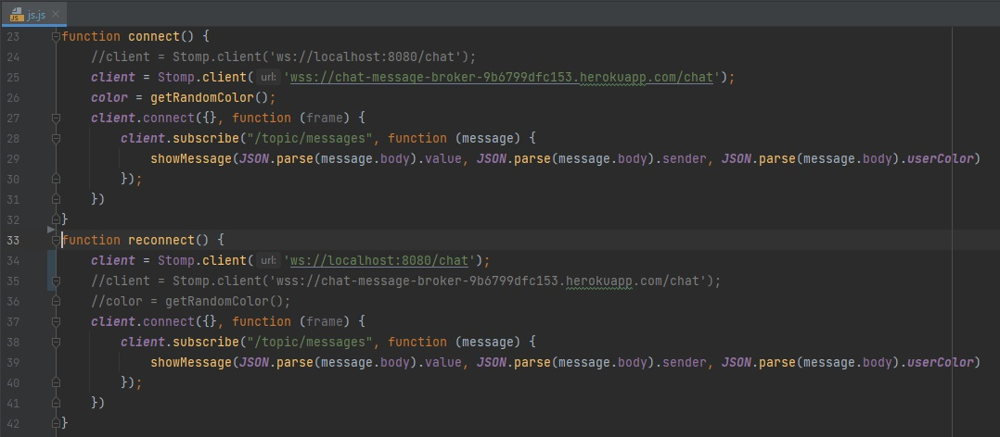 js.js
23 function connect() {
24 //client = Stomp.client('ws://localhost:8080/chat');
25 client = Stomp.client( url: 'wss://chat-message-broker-9b6799dfc153.herokuapp.com/chat');
26 color = getRandomColor();
27 client.connect({}, function (frame) {
28 client.subscribe("/topic/messages", function (message) {
29 showMessage(JSON.parse(message.body).value, JSON.parse(message.body).sender, JSON.parse(message.body).userColor)
30 });
31 })
32 }
33 function reconnect() {
34 client = Stomp.client( url: 'ws://localhost:8080/chat');
35 //client = Stomp.client('wss://chat-message-broker-9b6799dfc153.herokuapp.com/chat');
36 //color = getRandomColor();
37 client.connect({}, function (frame) {
38 client.subscribe("/topic/messages", function (message) {
39 showMessage(JSON.parse(message.body).value, JSON.parse(message.body).sender, JSON.parse(message.body).userColor)
40 });
41 })
42 }